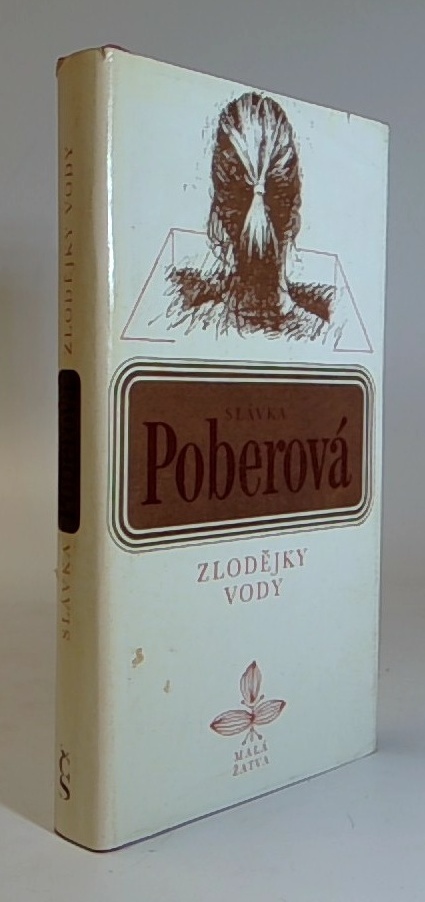 SLÁVKA
Poberová
ZLODĚJKY
VODY
MALÁ
ŽATVA
SLÁVKA
ZLODĚJKY VODY
ČS